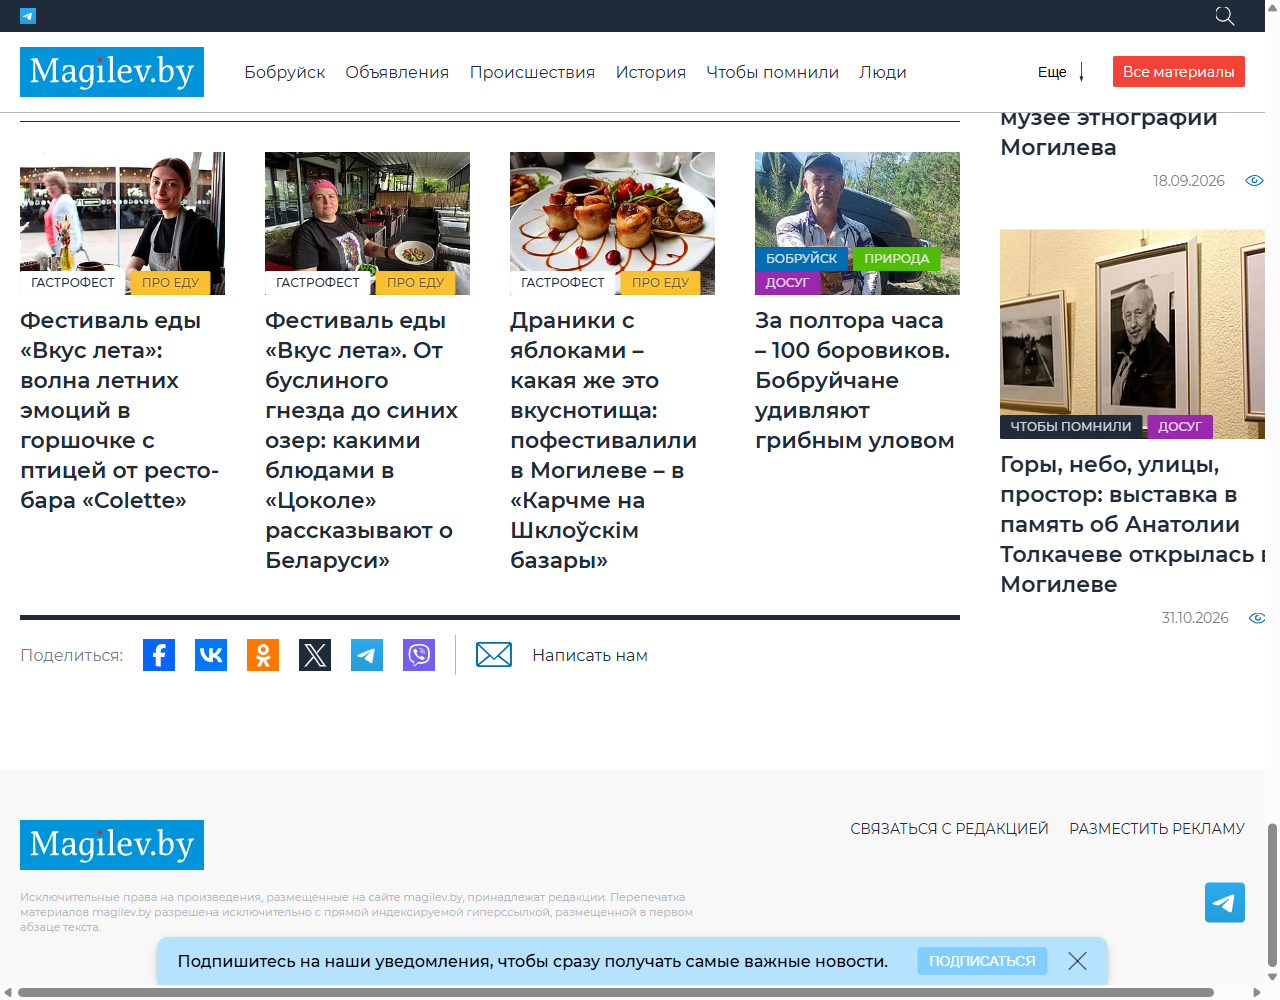 Magilev.by
Бобруйск Объявления Происшествия История Чтобы помнили Люди
Еще
Все материалы
музее этнографии
Могилева
18.09.2026
ГАСТРОФЕСТ ПРО ЕДУ
Фестиваль еды
«Вкус лета»:
волна летних
эмоций в
горшочке с
птицей от ресто-
бара «Colette»
ГАСТРОФЕСТ ПРО ЕДУ
Фестиваль еды
«Вкус лета». От
буслиного
гнезда до синих
озер: какими
блюдами в
«Цоколе»
рассказывают о
Беларуси»
ГАСТРОФЕСТ ПРО ЕДУ
Драники с
яблоками –
какая же это
вкуснотища:
пофестивалили
в Могилеве – в
«Карчме на
Шклоўскім
базары»
БОБРУЙСК ПРИРОДА
ДОСУГ
За полтора часа
– 100 боровиков.
Бобруйчане
удивляют
грибным уловом
ЧТОБЫ ПОМНИЛИ ДОСУГ
Горы, небо, улицы,
простор: выставка в
память об Анатолии
Толкачеве открылась в
Могилеве
31.10.2026
Поделиться:
Написать нам
Magilev.by
СВЯЗАТЬСЯ С РЕДАКЦИЕЙ РАЗМЕСТИТЬ РЕКЛАМУ
Исключительные права на произведения, размещенные на сайте magilev.by, принадлежат редакции. Перепечатка
материалов magilev.by разрешена исключительно с прямой индексируемой гиперссылкой, размещенной в первом
абзаце текста.
Подпишитесь на наши уведомления, чтобы сразу получать самые важные новости.
ПОДПИСАТЬСЯ